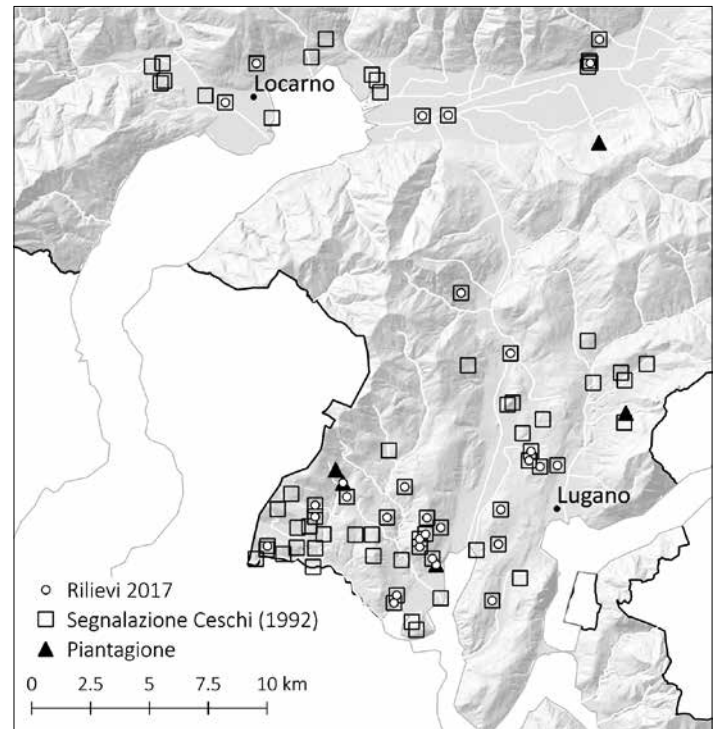 Locarno
Lugano
Rilievi 2017
Segnalazione Ceschi (1992)
Piantagione
0 2.5 5 7.5 10 km